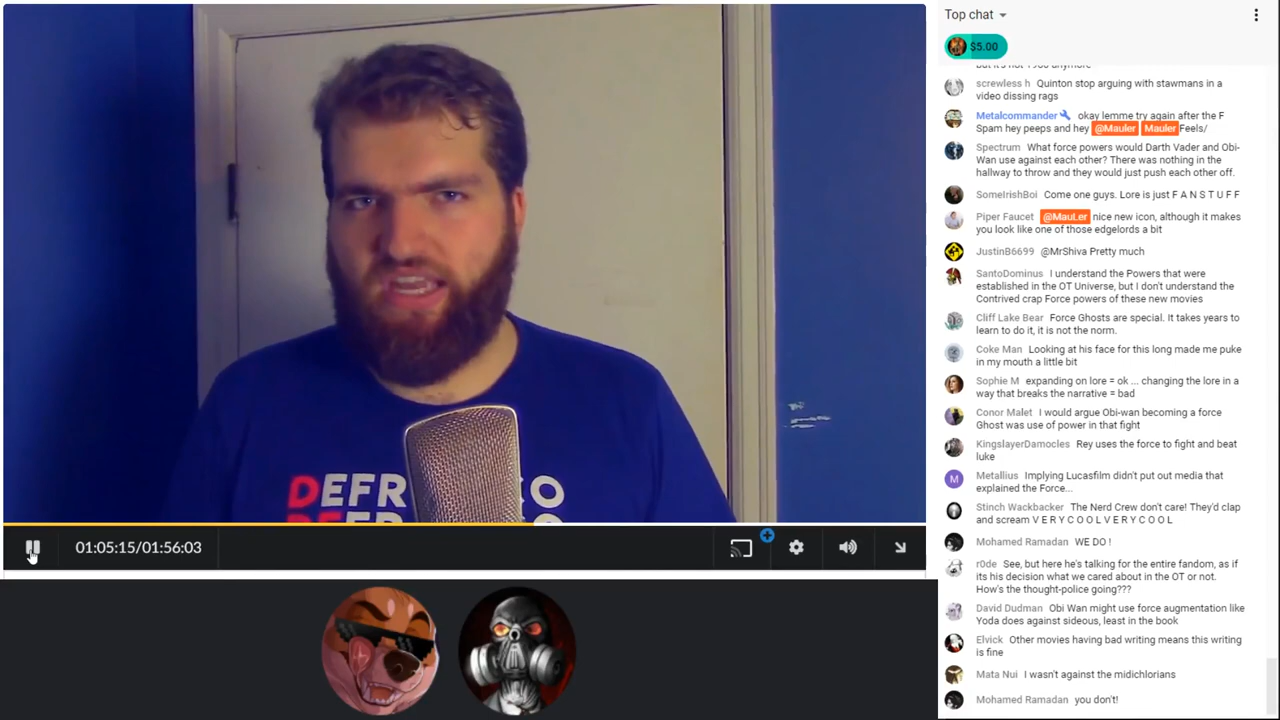 Top chat
$5.00
screwless h Quinton stop arguing with stawmans in a
video dissing rags
Metalcommander okay lemme try again after the F
Spam hey peeps and hey @Mauler Mauler Feels/
Spectrum What force powers would Darth Vader and Obi-
Wan use against each other? There was nothing in the
hallway to throw and they would just push each other off.
SomeIrishBoi Come one guys. Lore is just F A N S T U F F
Piper Faucet @MauLer nice new icon, although it makes
you look like one of those edgelords a bit
JustinB6699 @MrShiva Pretty much
SantoDominus I understand the Powers that were
established in the OT Universe, but I don't understand the
Contrived crap Force powers of these new movies
Cliff Lake Bear Force Ghosts are special. It takes years to
learn to do it, it is not the norm.
Coke Man Looking at his face for this long made me puke
in my mouth a little bit
Sophie M expanding on lore = ok ... changing the lore in a
way that breaks the narrative = bad
Conor Malet I would argue Obi-wan becoming a force
Ghost was use of power in that fight
KingslayerDamocles Rey uses the force to fight and beat
luke
M
Metallius Implying Lucasfilm didn't put out media that
explained the Force...
Stinch Wackbacker The Nerd Crew don't care! They'd clap
and scream V E R Y C O O L V E R Y C O O L
Mohamed Ramadan WE DO !
r0de See, but here he's talking for the entire fandom, as if
its his decision what we cared about in the OT or not.
How's the thought-police going???
David Dudman Obi Wan might use force augmentation like
Yoda does against sideous, least in the book
Elvick Other movies having bad writing means this writing
is fine
Mata Nui I wasn't against the midichlorians
Mohamed Ramadan you don't!
DEFR
01:05:15/01:56:03